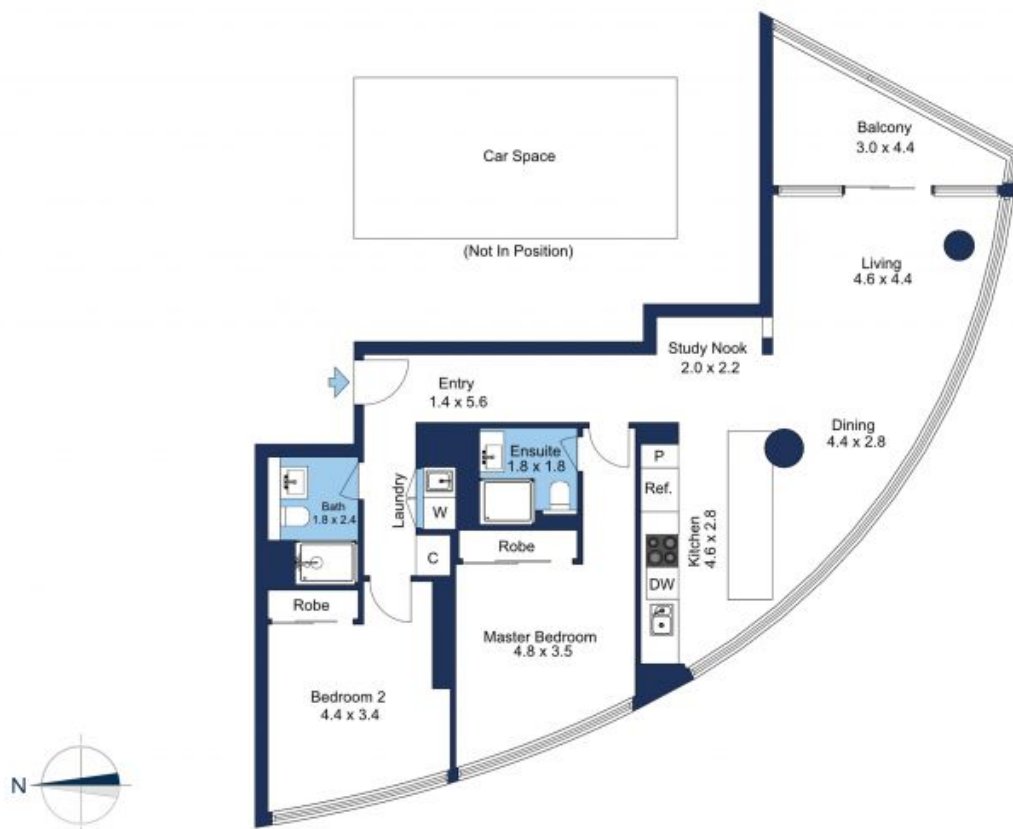 Car Space
(Not In Position)
Balcony
3.0 x 4.4
Living
4.6 x 4.4
Study Nook
2.0 x 2.2
Entry
1.4 x 5.6
Dining
4.4 x 2.8
Ensuite
1.8 x 1.8
P
Ref.
Kitchen
4.6 x 2.8
DW
Bath
1.8 x 2.4
Laundry
W
C
Robe
Robe
Master Bedroom
4.8 x 3.5
Bedroom 2
4.4 x 3.4
N